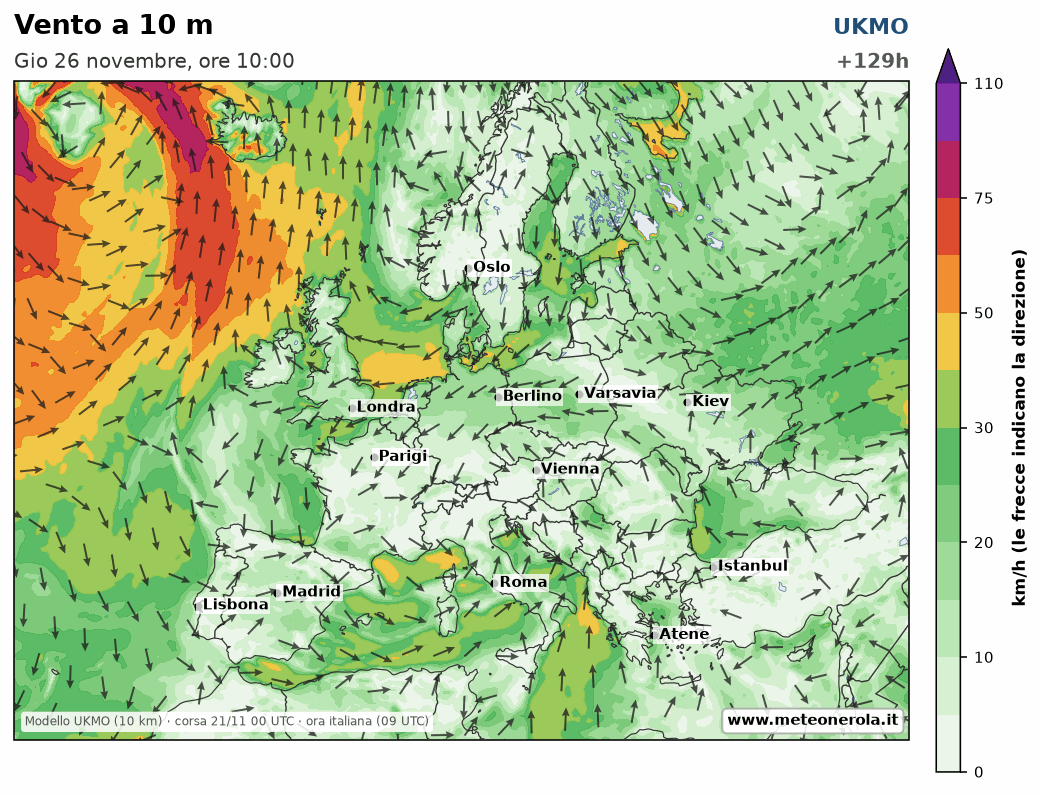 Vento a 10 m
UKMO
Gio 26 novembre, ore 10:00
+129h
110
75
50
30
20
10
0
km/h (le frecce indicano la direzione)
Oslo
Berlino
Varsavia
Kiev
Londra
Parigi
Vienna
Istanbul
Roma
Madrid
Lisbona
Atene
Modello UKMO (10 km) · corsa 21/11 00 UTC · ora italiana (09 UTC)
www.meteonerola.it